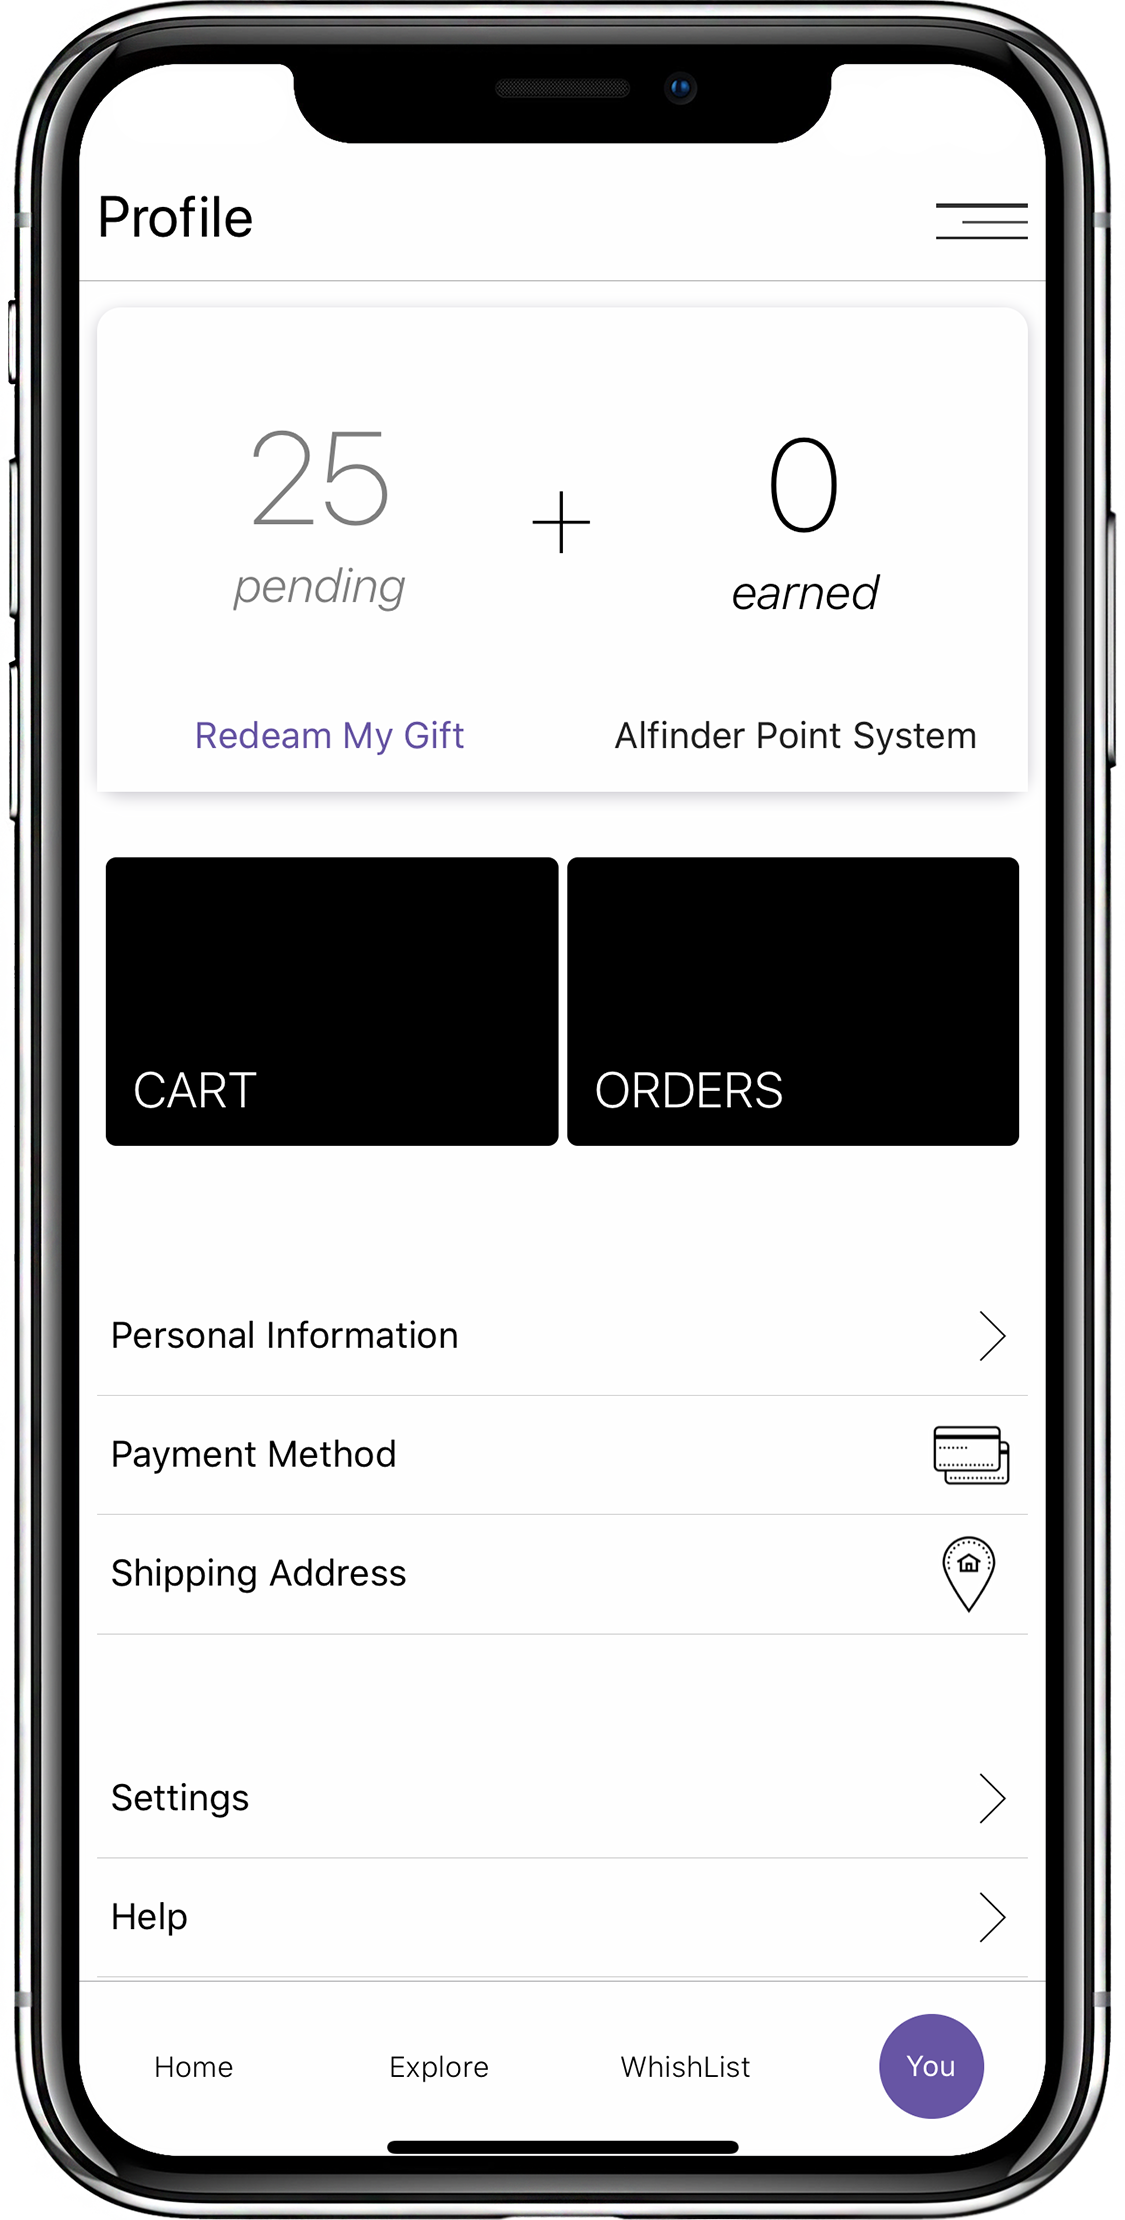 Profile
25 + 0
pending earned
Redeam My Gift Alfinder Point System
CART ORDERS
Personal Information
Payment Method
Shipping Address
Settings
Help
Home Explore WhishList You